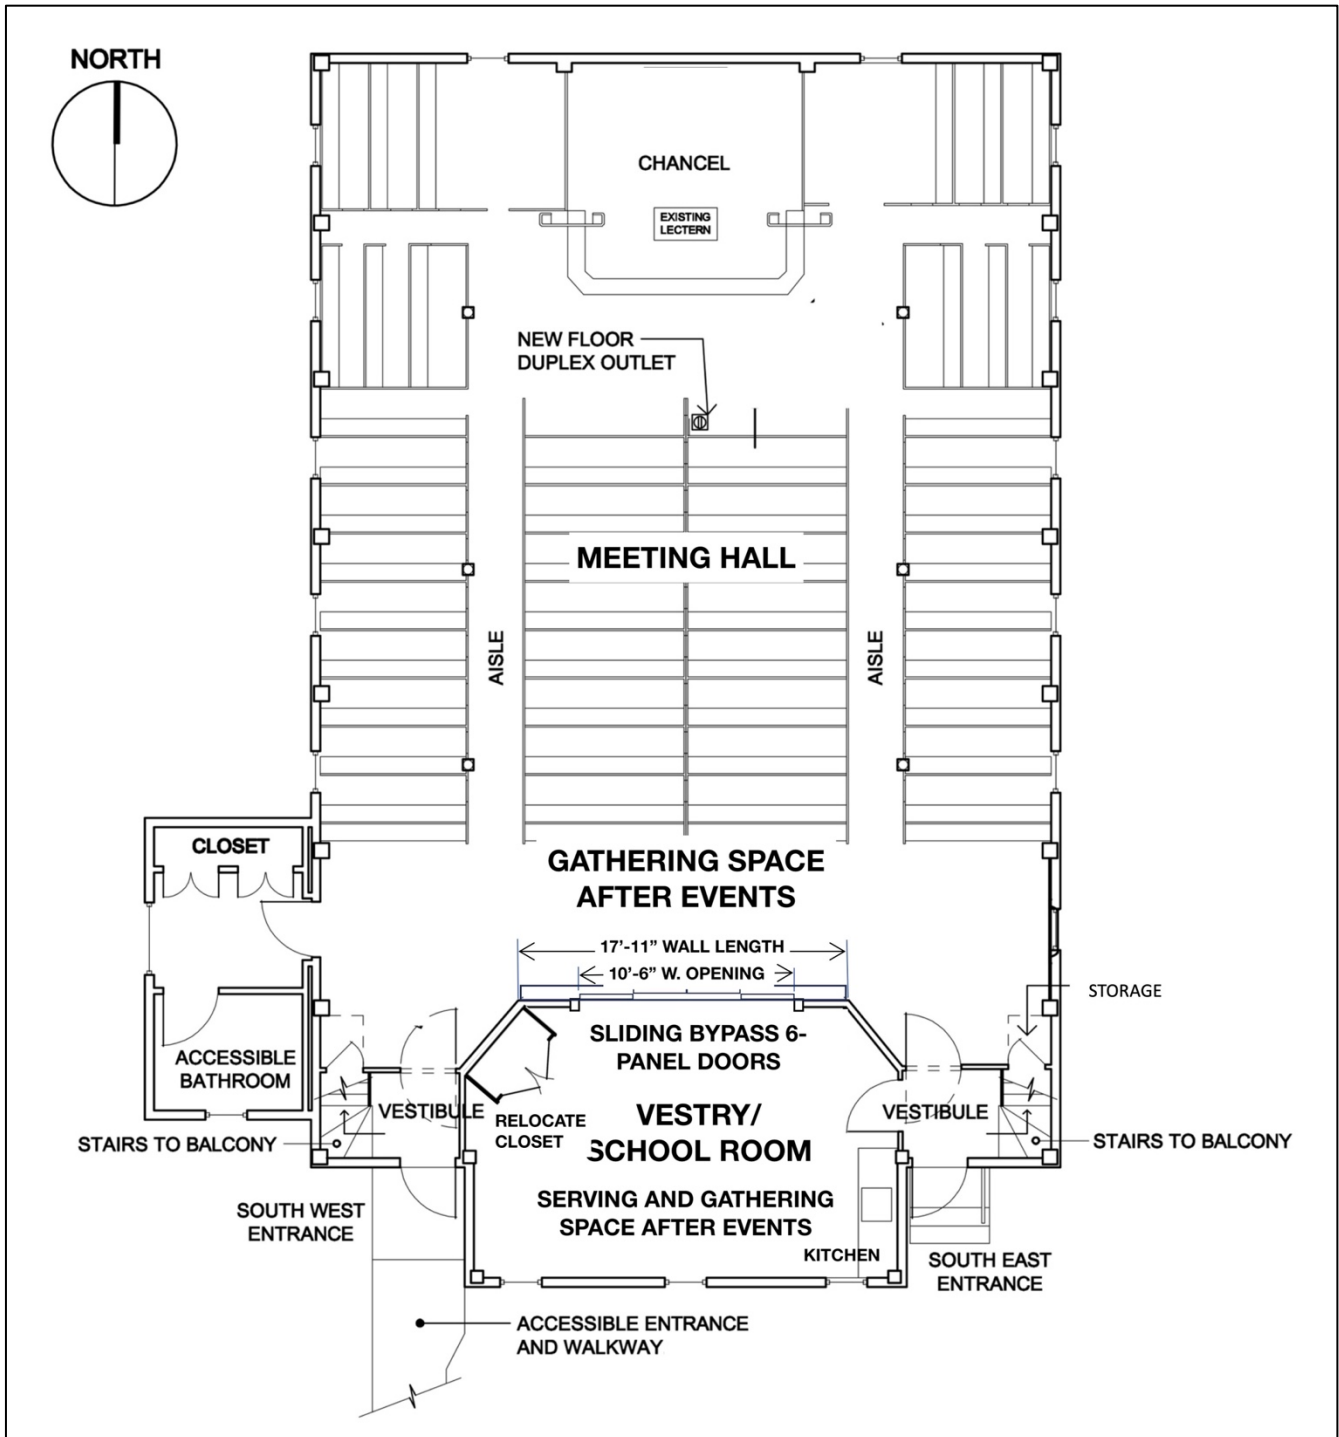 NORTH
CHANCEL
EXISTING
LECTERN
NEW FLOOR
DUPLEX OUTLET
MEETING HALL
AISLE
AISLE
CLOSET
GATHERING SPACE
AFTER EVENTS
17’-11” WALL LENGTH
10’-6” W. OPENING
STORAGE
SLIDING BYPASS 6-
PANEL DOORS
ACCESSIBLE
BATHROOM
VESTIBULE
RELOCATE
CLOSET
VESTRY/
SCHOOL ROOM
VESTIBULE
STAIRS TO BALCONY
STAIRS TO BALCONY
SOUTH WEST
ENTRANCE
SERVING AND GATHERING
SPACE AFTER EVENTS
KITCHEN
SOUTH EAST
ENTRANCE
ACCESSIBLE ENTRANCE
AND WALKWAY